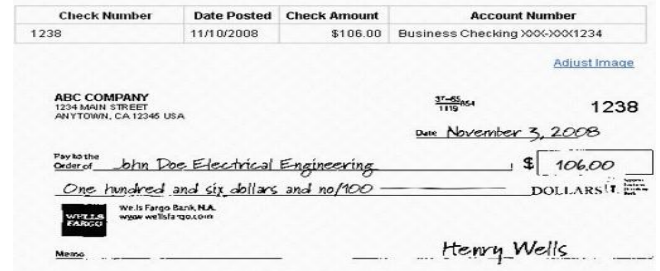 Check Number Date Posted Check Amount Account Number
1238 11/10/2008 $106.00 Business Checking XXX-XXX1234
Adjust Image
ABC COMPANY
1234 MAIN STREET
ANYTOWN, CA 12345 USA
1238
Date November 3, 2008
Pay to the
Order of John Doe Electrical Engineering $ 106.00
One hundred and six dollars and no/100 DOLLARS
WELLS
FARGO
Wells Fargo Bank, N.A.
www.wellsfargo.com
Memo Henry Wells